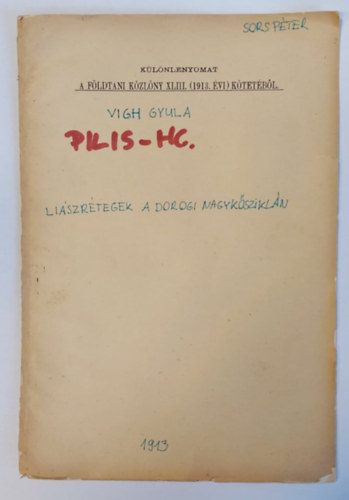 SORS PÉTER
KÜLÖNLENYOMAT
A FÖLDTANI KÖZLÖNY XLIII. (1913. ÉVI) KÖTETÉBŐL.
VIGH GYULA
PILIS-HG.
LIÁSZRÉTEGEK A DOROGI NAGYKŐSZIKLÁN
1913